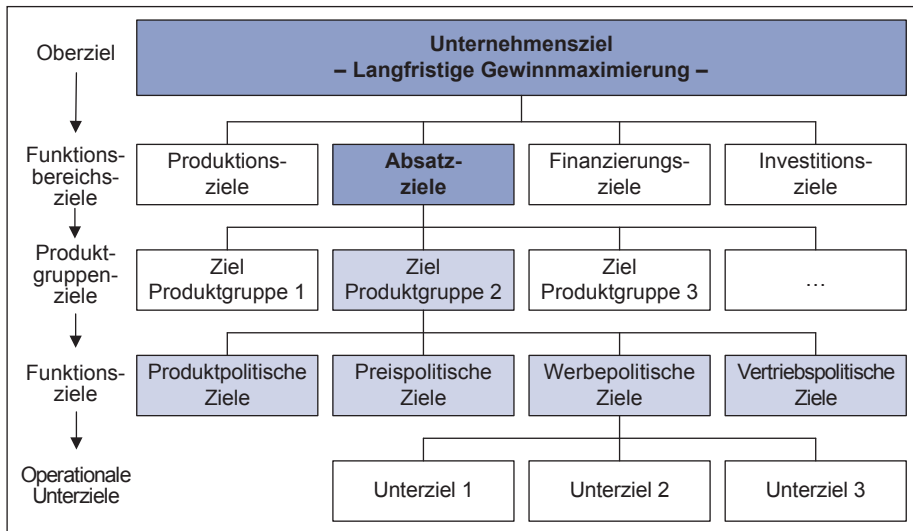 Oberziel
Unternehmensziel
– Langfristige Gewinnmaximierung –
Funktions-
bereichs-
ziele
Produktions-
ziele
Absatz-
ziele
Finanzierungs-
ziele
Investitions-
ziele
Produkt-
gruppen-
ziele
Ziel
Produktgruppe 1
Ziel
Produktgruppe 2
Ziel
Produktgruppe 3
…
Funktions-
ziele
Produktpolitische
Ziele
Preispolitische
Ziele
Werbepolitische
Ziele
Vertriebspolitische
Ziele
Operationale
Unterziele
Unterziel 1
Unterziel 2
Unterziel 3